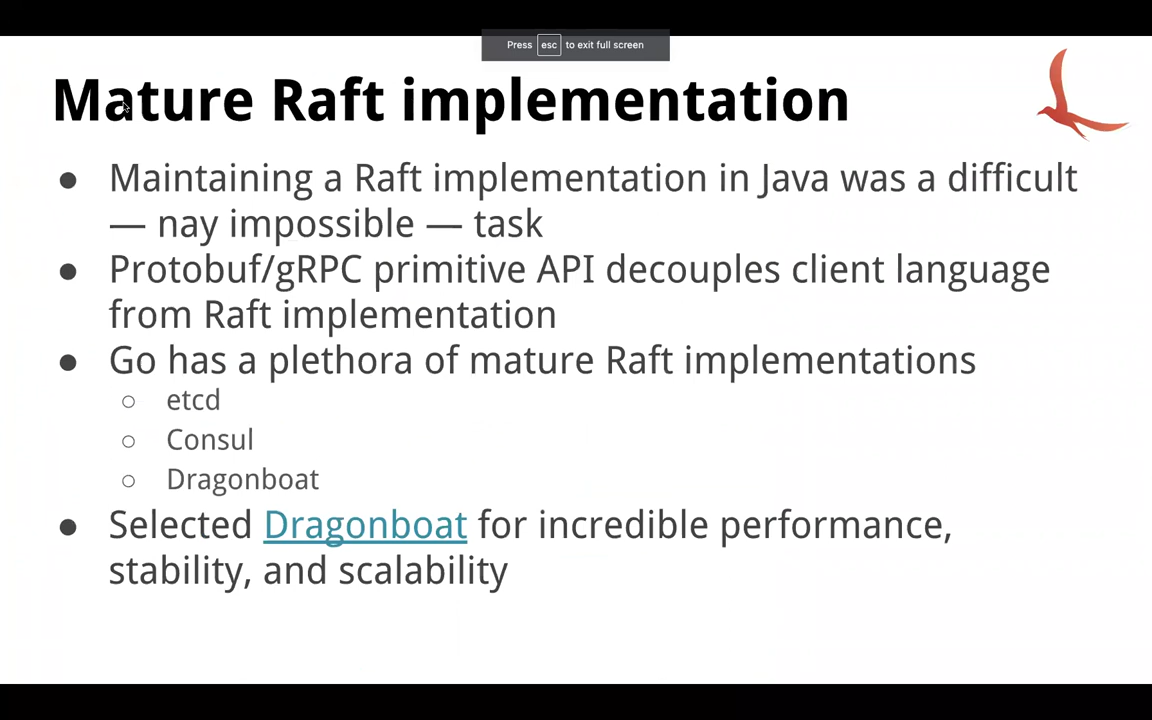 Press esc to exit full screen
Mature Raft implementation
● Maintaining a Raft implementation in Java was a difficult
— nay impossible — task
● Protobuf/gRPC primitive API decouples client language
from Raft implementation
● Go has a plethora of mature Raft implementations
○ etcd
○ Consul
○ Dragonboat
● Selected Dragonboat for incredible performance,
stability, and scalability